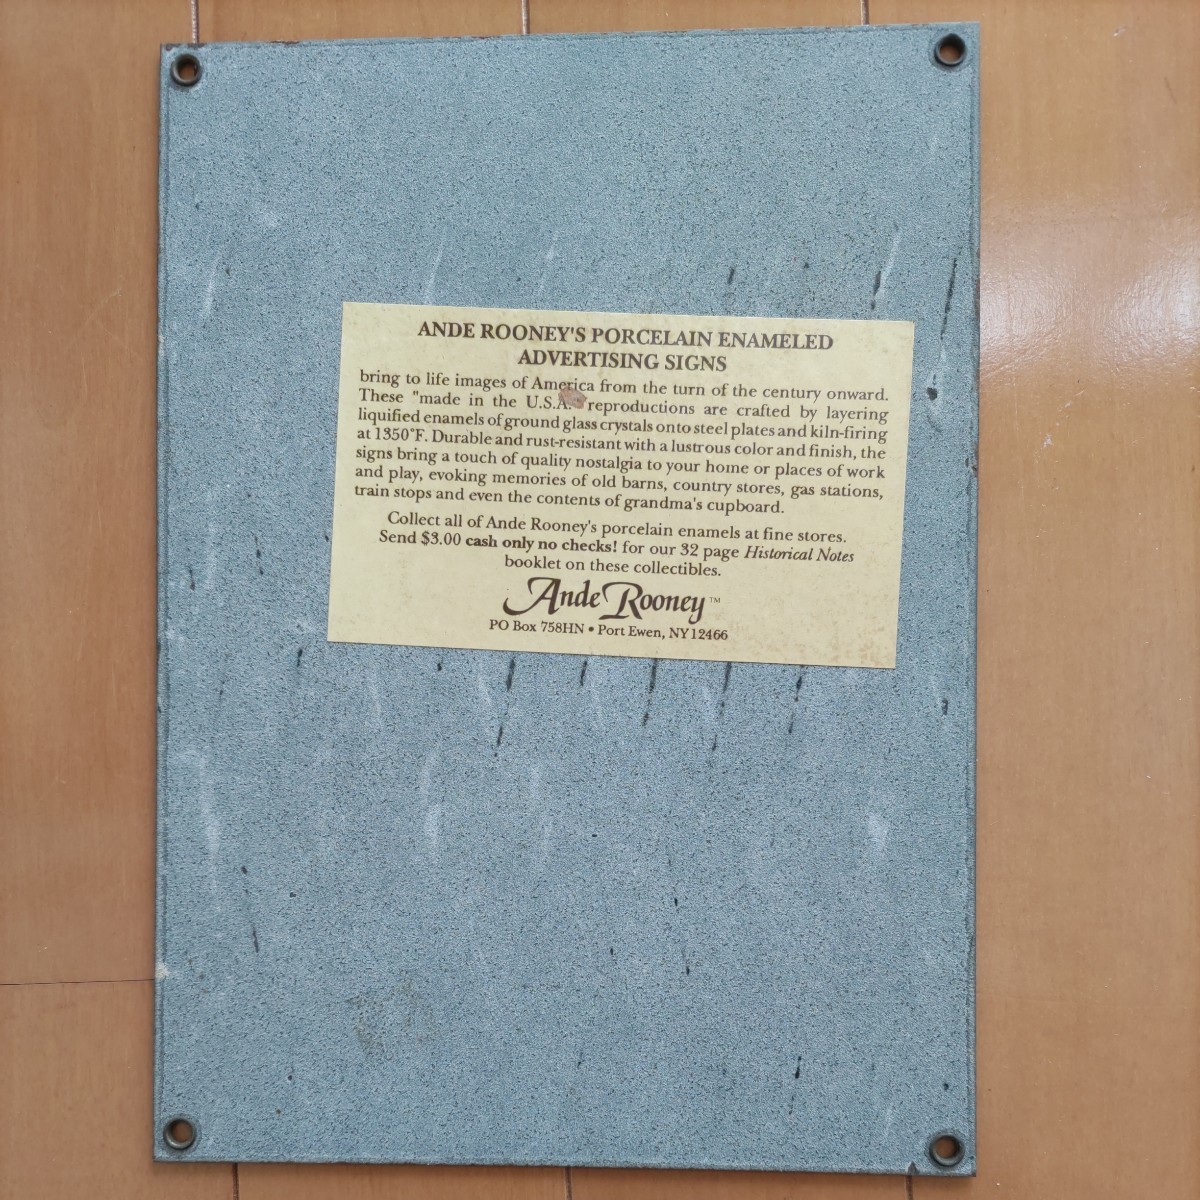 ANDE ROONEY'S PORCELAIN ENAMELED
ADVERTISING SIGNS
bring to life images of America from the turn of the century onward.
These "made in the U.S.A." reproductions are crafted by layering
liquified enamels of ground glass crystals onto steel plates and kiln-firing
at 1350°F. Durable and rust-resistant with a lustrous color and finish, the
signs bring a touch of quality nostalgia to your home or places of work
and play, evoking memories of old barns, country stores, gas stations,
train stops and even the contents of grandma's cupboard.
Collect all of Ande Rooney's porcelain enamels at fine stores.
Send $3.00 cash only no checks! for our 32 page Historical Notes
booklet on these collectibles.
Ande Rooney™
PO Box 758HN • Port Ewen, NY 12466